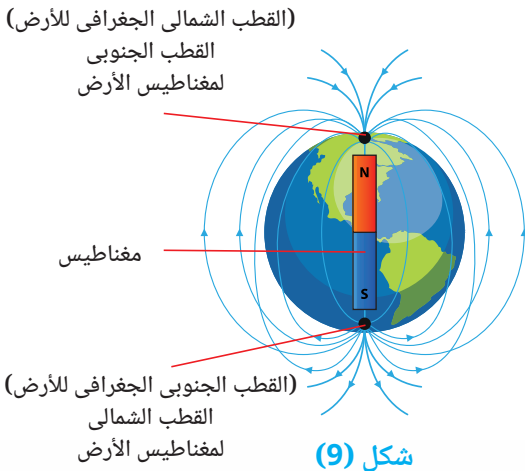 (القطب الشمالى الجغرافى للأرض)
القطب الجنوبى
لمغناطيس الأرض
N
مغناطيس
S
(القطب الجنوبى الجغرافى للأرض)
القطب الشمالى
لمغناطيس الأرض
شكل (9)